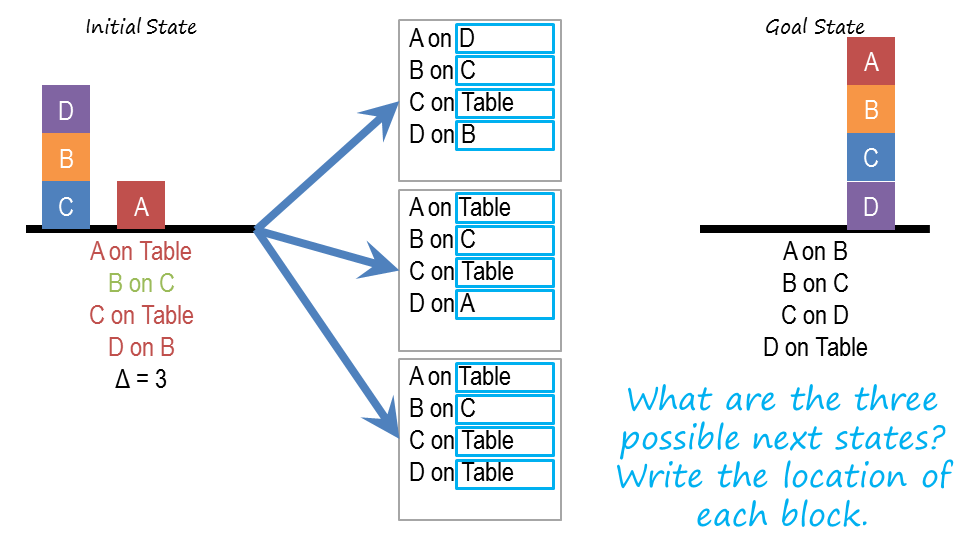 Initial State
D
B
C
A
A on Table
B on C
C on Table
D on B
Δ = 3
A on D
B on C
C on Table
D on B
A on Table
B on C
C on Table
D on A
A on Table
B on C
C on Table
D on Table
Goal State
A
B
C
D
A on B
B on C
C on D
D on Table
What are the three
possible next states?
Write the location of
each block.